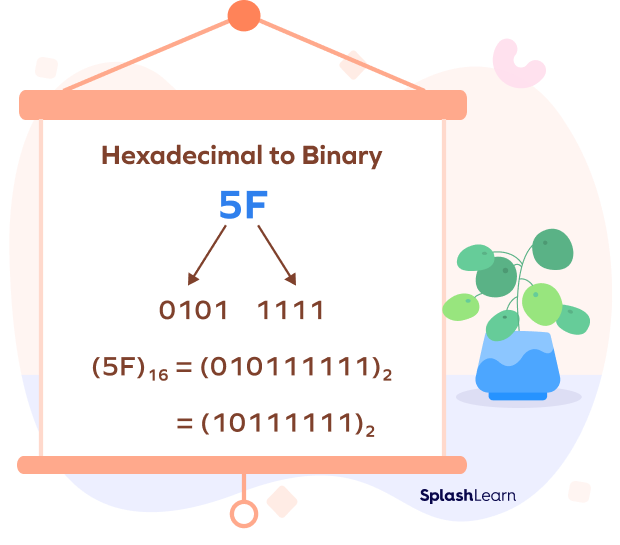 Hexadecimal to Binary
5F
0101 1111
(5F)₁₆ = (010111111)₂
= (10111111)₂
SplashLearn